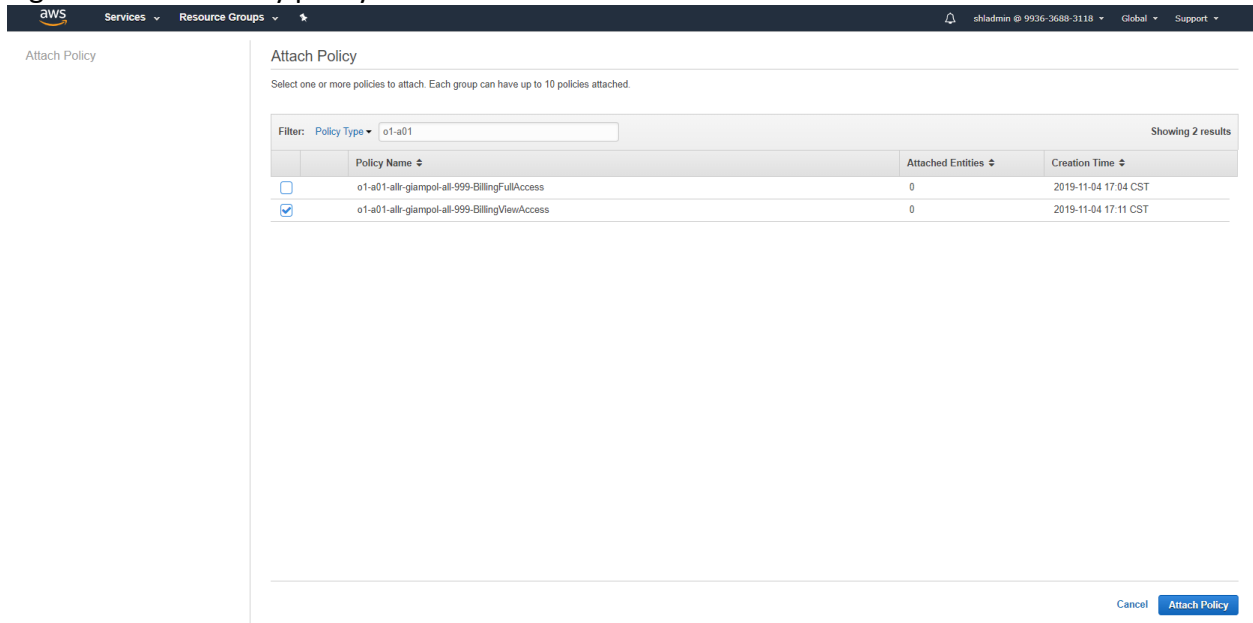 aws Services Resource Groups shladmin @ 9936-3688-3118 Global Support
Attach Policy
Attach Policy
Select one or more policies to attach. Each group can have up to 10 policies attached.
Filter: Policy Type o1-a01 Showing 2 results
Policy Name Attached Entities Creation Time
o1-a01-allr-giampol-all-999-BillingFullAccess 0 2019-11-04 17:04 CST
o1-a01-allr-giampol-all-999-BillingViewAccess 0 2019-11-04 17:11 CST
Cancel Attach Policy